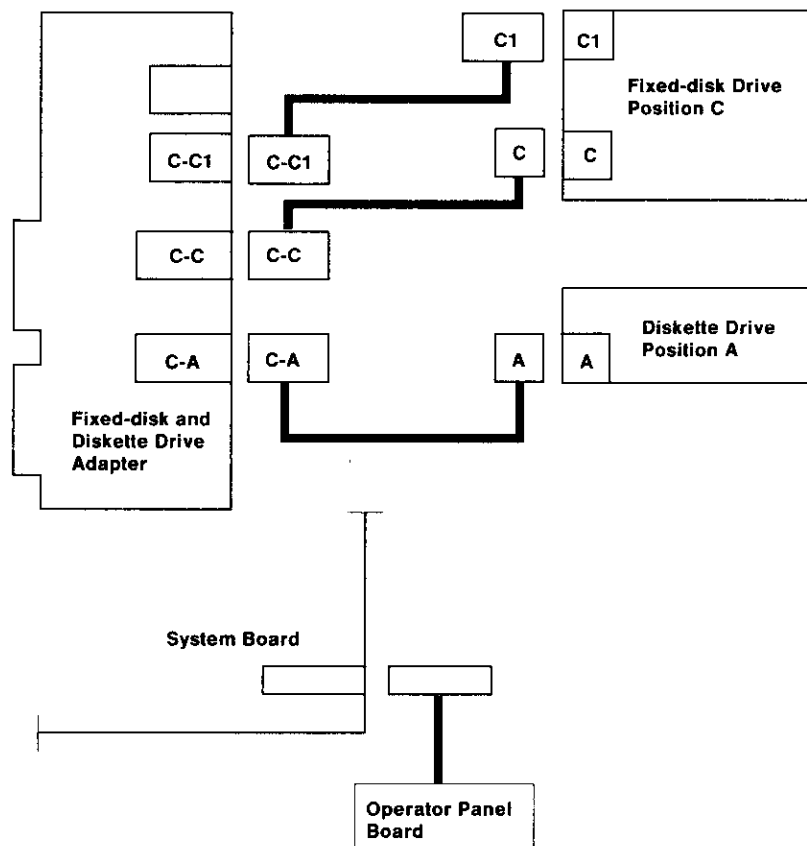 C1
C1
Fixed-disk Drive
Position C
C-C1
C-C1
C
C
C-C
C-C
Diskette Drive
Position A
C-A
C-A
A
A
Fixed-disk and
Diskette Drive
Adapter
System Board
Operator Panel
Board